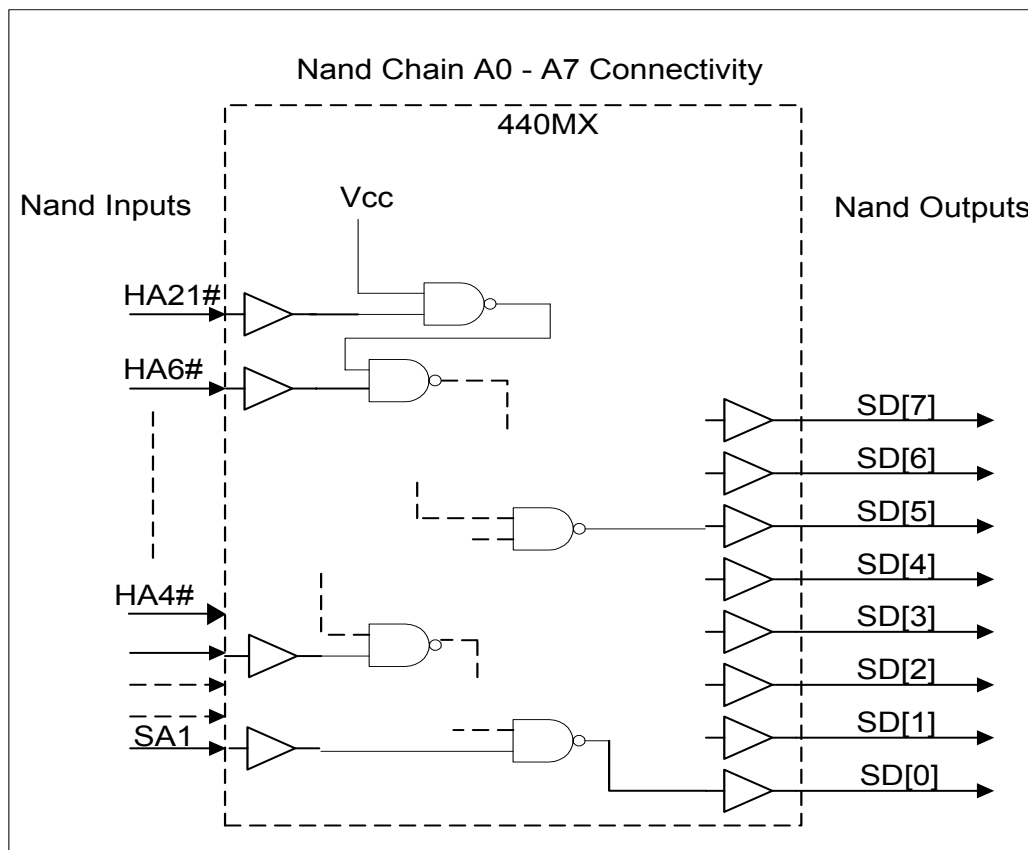 Nand Chain A0 - A7 Connectivity
440MX
Nand Inputs
Vcc
Nand Outputs
HA21#
HA6#
SD[7]
SD[6]
SD[5]
SD[4]
HA4#
SD[3]
SD[2]
SA1
SD[1]
SD[0]